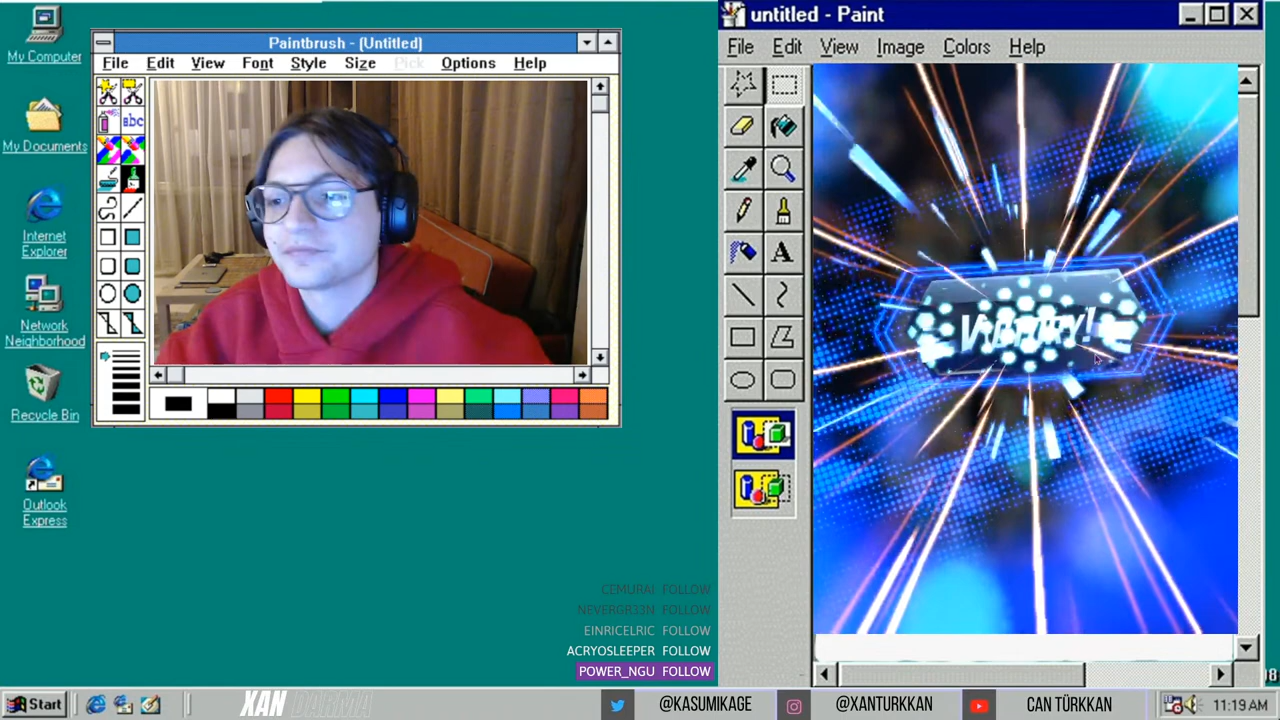 My Computer
My Documents
Internet
Explorer
Network
Neighborhood
Recycle Bin
Outlook
Express
Paintbrush - (Untitled)
File Edit View Font Style Size Pick Options Help
abc
untitled - Paint
File Edit View Image Colors Help
A
CEMURAI FOLLOW
NEVERGR33N FOLLOW
EINRICELRIC FOLLOW
ACRYOSLEEPER FOLLOW
POWER_NGU FOLLOW
Start
XAN DARMA
@KASUMIKAGE
@XANTURKKAN
CAN TÜRKKAN
11:19 AM